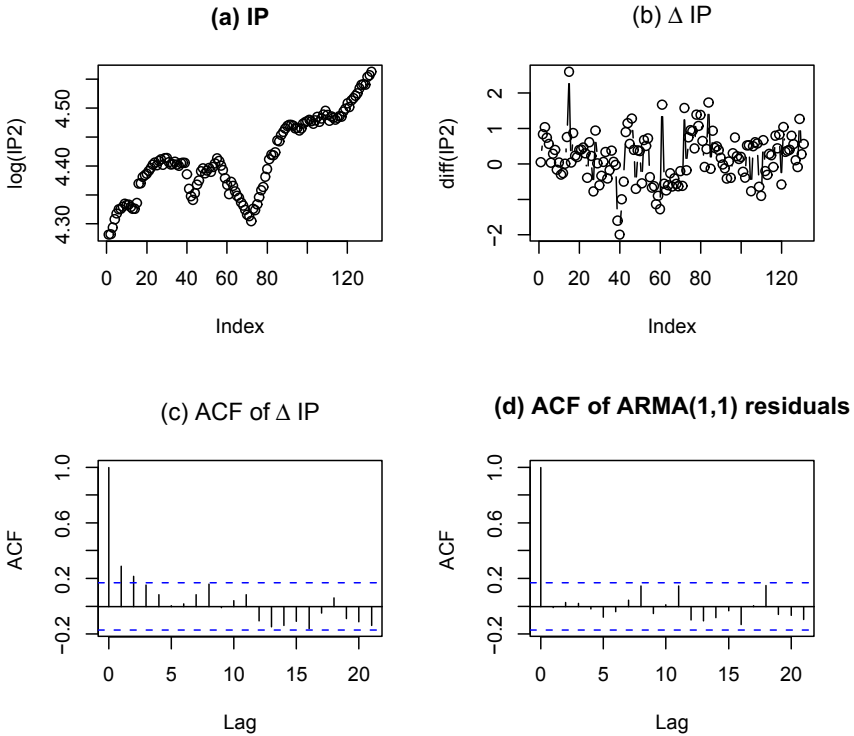 (a) IP
log(IP2)
4.30 4.40 4.50
0 20 40 60 80 120
Index
(b) Δ IP
diff(IP2)
−2 0 1 2
0 20 40 60 80 120
Index
(c) ACF of Δ IP
ACF
−0.2 0.2 0.6 1.0
0 5 10 15 20
Lag
(d) ACF of ARMA(1,1) residuals
ACF
−0.2 0.2 0.6 1.0
0 5 10 15 20
Lag